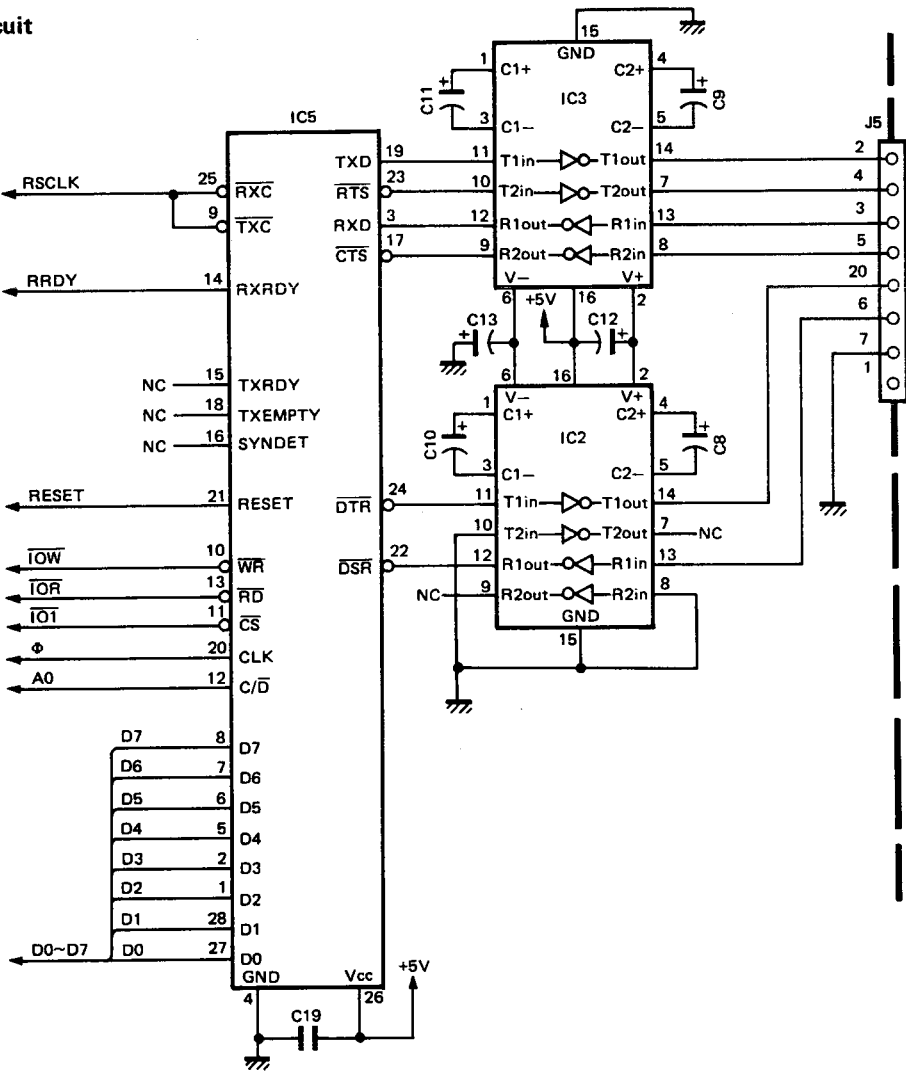 cuit
15
GND
1 C1+ C2+ 4
IC3
C11 + + C9
3 C1− C2− 5
IC5
J5
TXD 19 11 T1in T1out 14 2
RSCLK 25 RXC RTS 23 10 T2in T2out 7 4
9 TXC RXD 3 12 R1out R1in 13 3
CTS 17 9 R2out R2in 8 5
V− V+
RRDY 14 RXRDY 20
6 +5V 16 2
C13 C12 6
+ +
7
6 16 2
V− V+
1
NC 15 TXRDY
1 C1+ C2+ 4
NC 18 TXEMPTY
IC2
C10 + + C8
NC 16 SYNDET
3 C1− C2− 5
RESET 21 RESET DTR 24 11 T1in T1out 14
10 T2in T2out 7 NC
IOW 10 WR DSR 22 12 R1out R1in 13
IOR 13 RD NC 9 R2out R2in 8
IO1 11 CS
GND
15
Φ 20 CLK
A0 12 C/D
D7 8 D7
D6 7 D6
D5 6 D5
D4 5 D4
D3 2 D3
D2 1 D2
D1 28 D1
D0~D7 D0 27 D0
GND Vcc +5V
4 26
C19